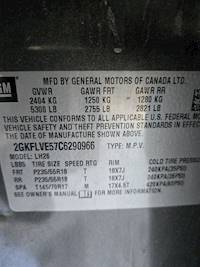 GM
MFD BY GENERAL MOTORS OF CANADA LTD.
GVWR GAWR FRT GAWR RR
2404 KG 1250 KG 1280 KG
5300 LB 2755 LB 2821 LB
THIS VEHICLE CONFORMS TO ALL APPLICABLE U.S. FEDERAL
VEHICLE SAFETY AND THEFT PREVENTION STANDARDS IN EFFECT
DATE OF MANUFACTURE SHOWN ABOVE.
2GKFLVE57C6290966 TYPE: M.P.V.
MODEL: LH26
LBBS TIRE SIZE SPEED RTG RIM COLD TIRE
FRT P235/55R18 T 18X7J 240KPA(35PSI)
RR P235/55R18 T 18X7J 240KPA(35PSI)
SPA T145/70R17 M 17X4.5T 420KPA(60PSI)
SEE OWNER'S MANUAL